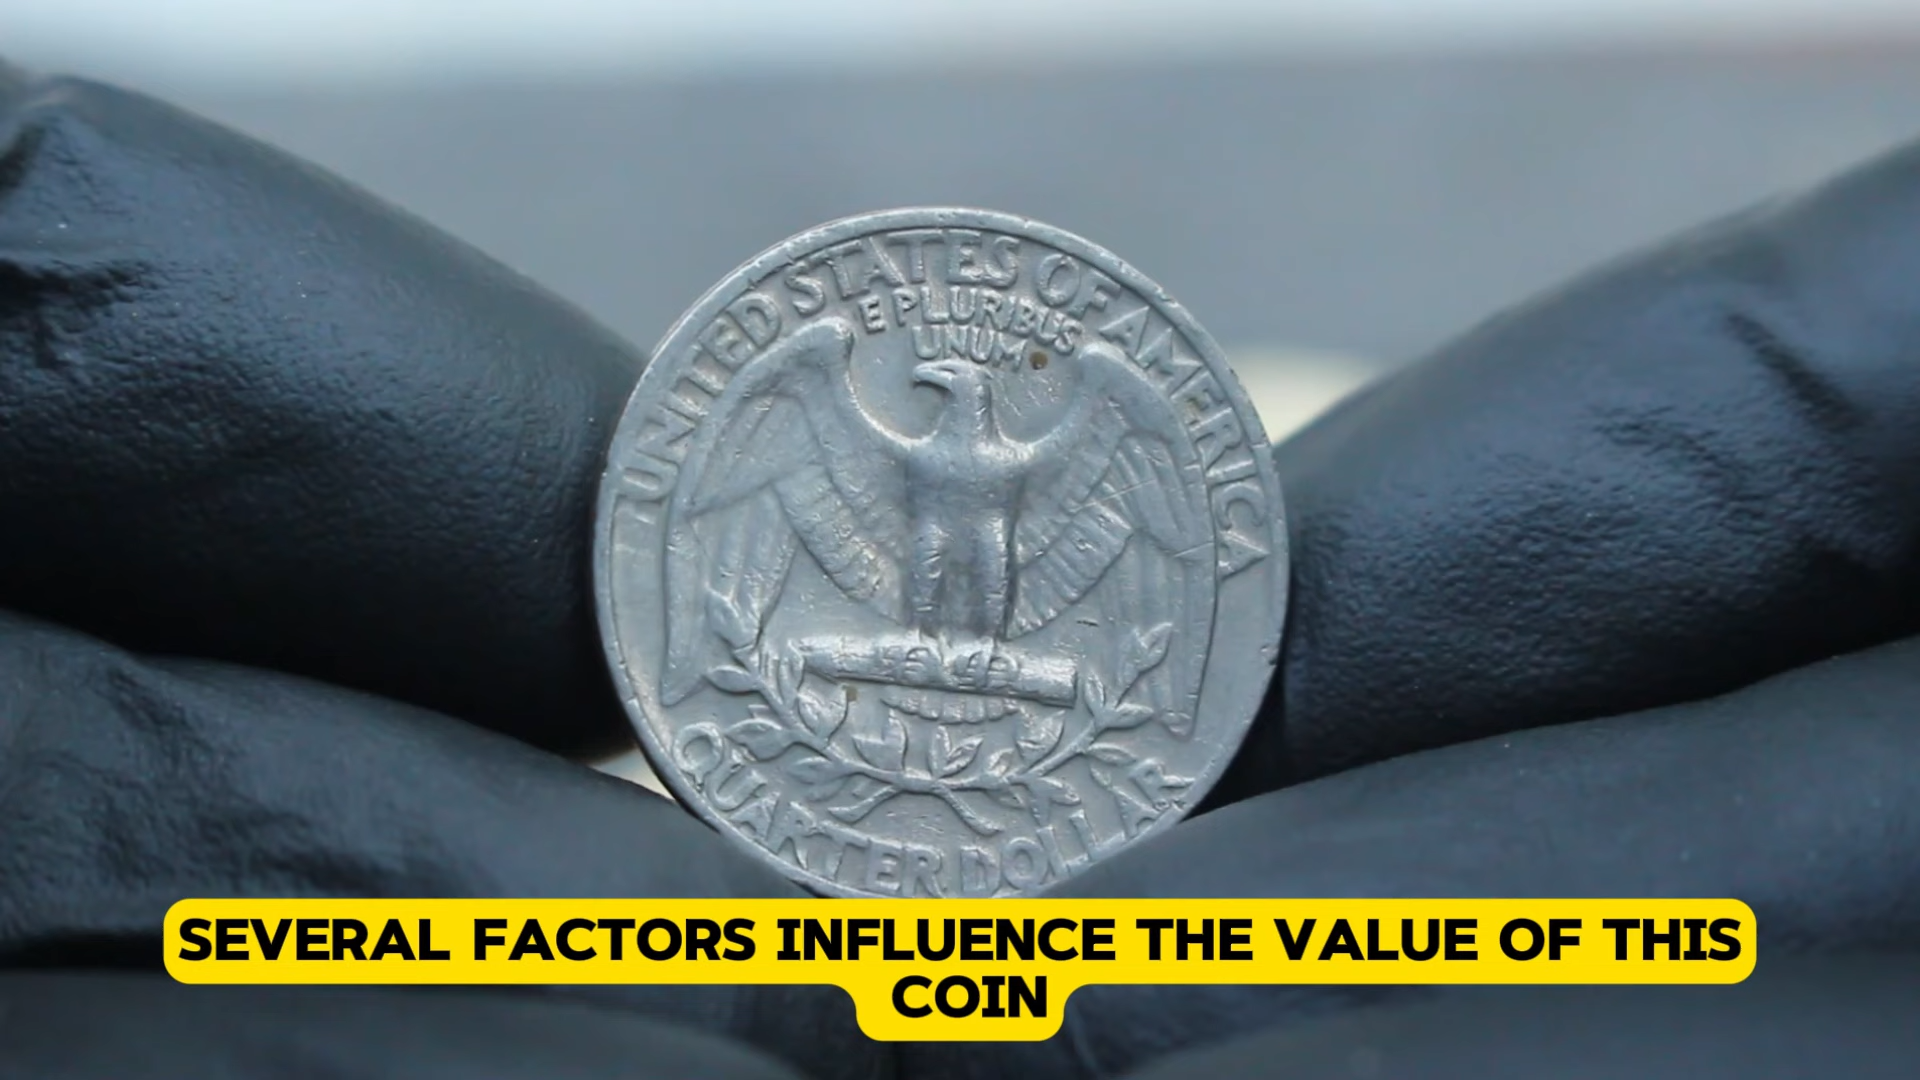 UNITED STATES OF AMERICA
E PLURIBUS
UNUM
QUARTER DOLLAR
SEVERAL FACTORS INFLUENCE THE VALUE OF THIS
COIN